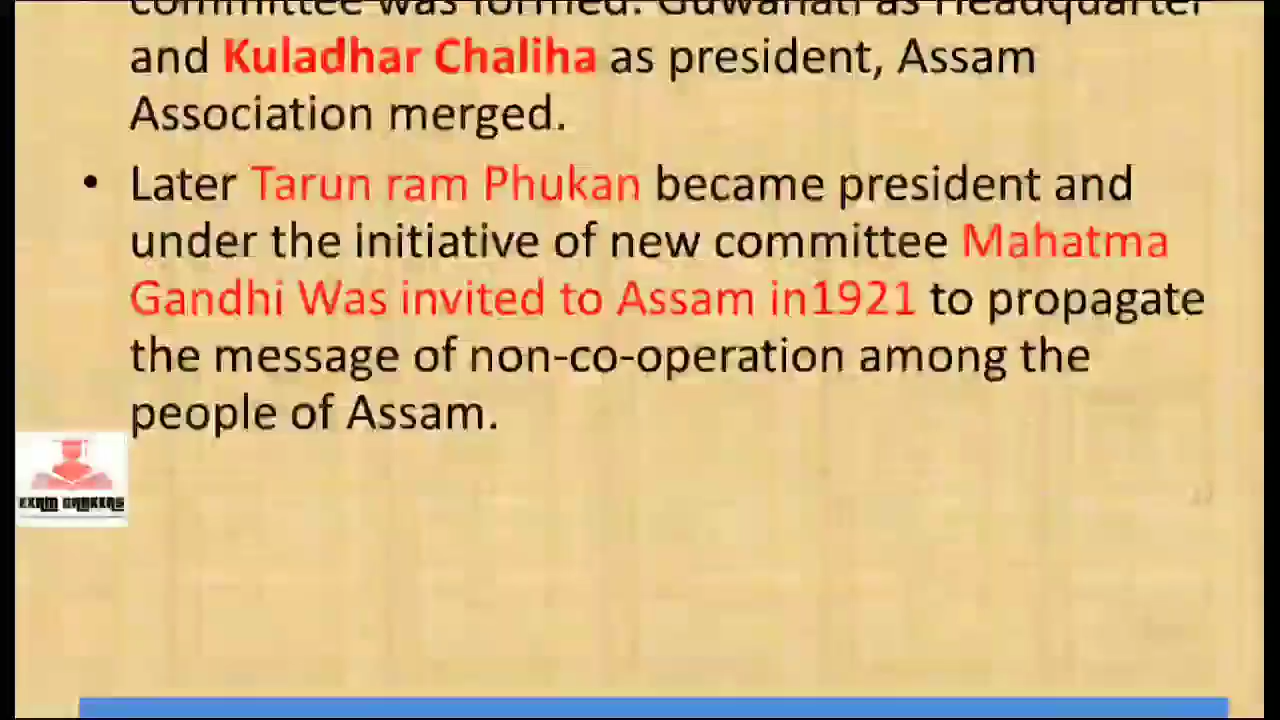 committee was formed. Guwahati as Headquarter
and Kuladhar Chaliha as president, Assam
Association merged.
• Later Tarun ram Phukan became president and
under the initiative of new committee Mahatma
Gandhi Was invited to Assam in1921 to propagate
the message of non-co-operation among the
people of Assam.
EXAM CRAKERS